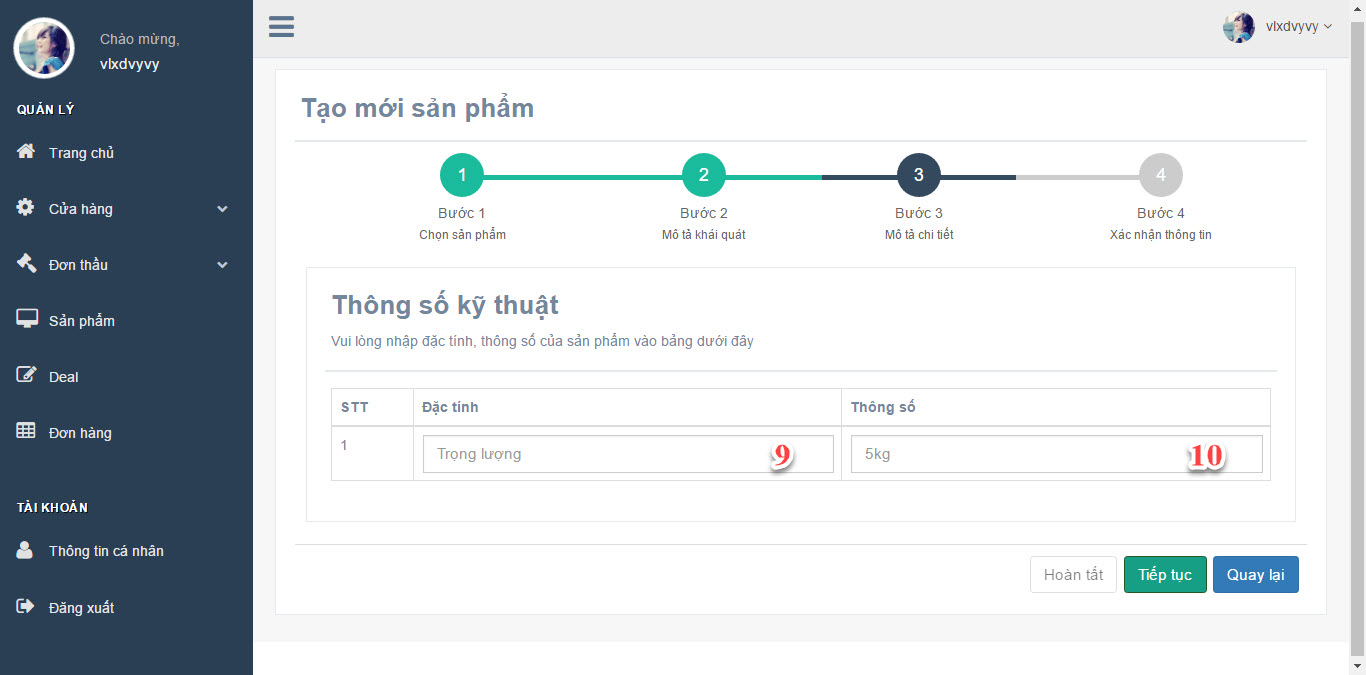 Chào mừng,
vlxdvyvy
QUẢN LÝ
Trang chủ
Cửa hàng
Đơn thầu
Sản phẩm
Deal
Đơn hàng
TÀI KHOẢN
Thông tin cá nhân
Đăng xuất
vlxdvyvy
Tạo mới sản phẩm
1 2 3 4
Bước 1 Bước 2 Bước 3 Bước 4
Chọn sản phẩm Mô tả khái quát Mô tả chi tiết Xác nhận thông tin
Thông số kỹ thuật
Vui lòng nhập đặc tính, thông số của sản phẩm vào bảng dưới đây
STT Đặc tính Thông số
1 Trọng lượng 9 5kg 10
Hoàn tất Tiếp tục Quay lại